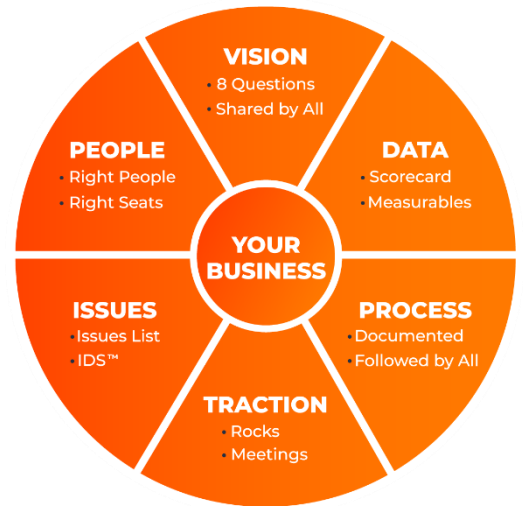 VISION
• 8 Questions
• Shared by All
PEOPLE
• Right People
• Right Seats
DATA
• Scorecard
• Measurables
YOUR
BUSINESS
ISSUES
• Issues List
• IDS™
PROCESS
• Documented
• Followed by All
TRACTION
• Rocks
• Meetings